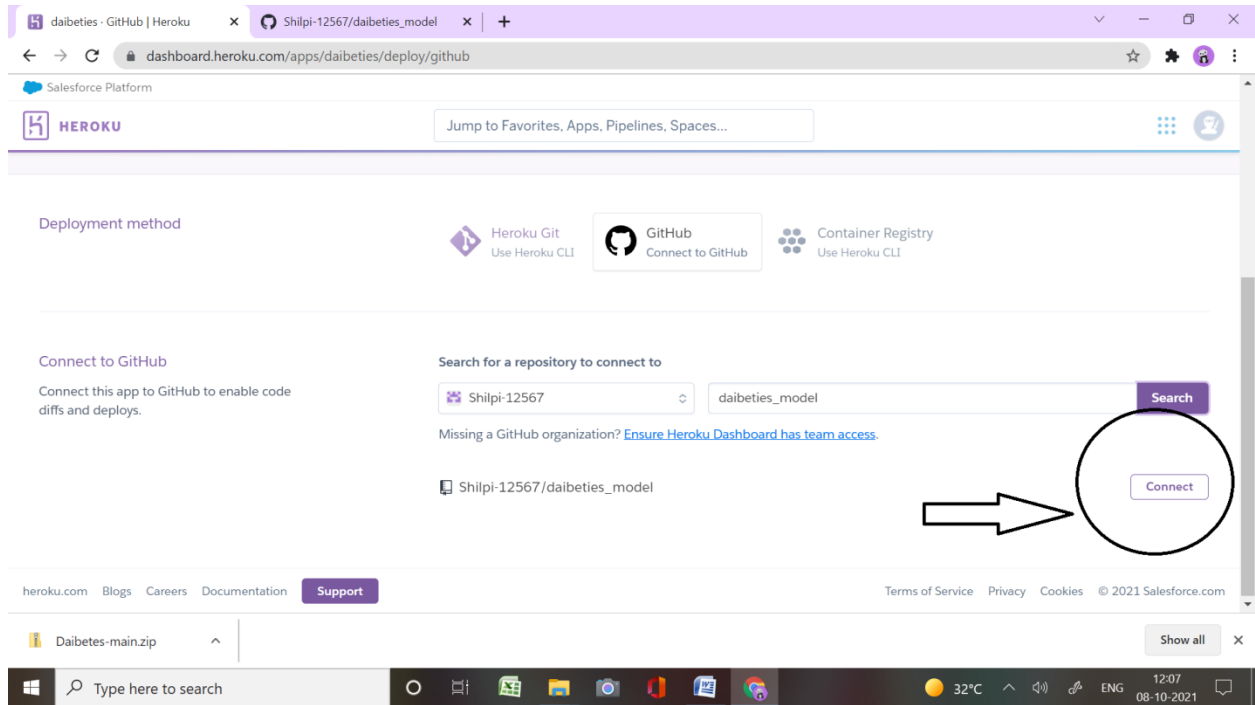 daibeties · GitHub | Heroku
Shilpi-12567/daibeties_model
dashboard.heroku.com/apps/daibeties/deploy/github
Salesforce Platform
HEROKU
Jump to Favorites, Apps, Pipelines, Spaces...
Deployment method
Heroku Git
Use Heroku CLI
GitHub
Connect to GitHub
Container Registry
Use Heroku CLI
Connect to GitHub
Connect this app to GitHub to enable code
diffs and deploys.
Search for a repository to connect to
Shilpi-12567
daibeties_model
Search
Missing a GitHub organization? Ensure Heroku Dashboard has team access.
Shilpi-12567/daibeties_model
Connect
heroku.com Blogs Careers Documentation Support
Terms of Service Privacy Cookies © 2021 Salesforce.com
Daibetes-main.zip
Show all
Type here to search
32°C
ENG
12:07
08-10-2021